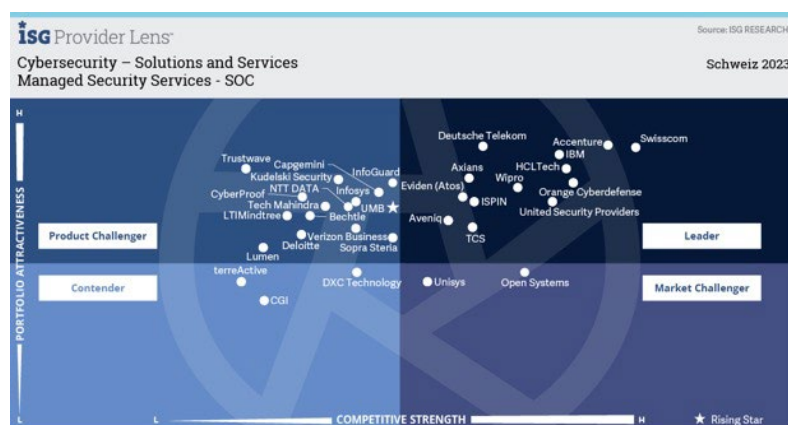 isG Provider Lens™
Source: ISG RESEARCH
Cybersecurity – Solutions and Services
Managed Security Services - SOC
Schweiz 2023
H
PORTFOLIO ATTRACTIVENESS
L
Deutsche Telekom
Accenture
Swisscom
IBM
Trustwave
Capgemini
InfoGuard
Axians
HCLTech
Kudelski Security
Wipro
NTT DATA
Infosys
Eviden (Atos)
Orange Cyberdefense
CyberProof
Tech Mahindra
UMB
ISPIN
United Security Providers
LTIMindtree
Bechtle
Aveniq
Product Challenger
Verizon Business
TCS
Leader
Deloitte
Sopra Steria
Lumen
terreActive
DXC Technology
Unisys
Open Systems
Contender
Market Challenger
CGI
L
COMPETITIVE STRENGTH
H
★ Rising Star